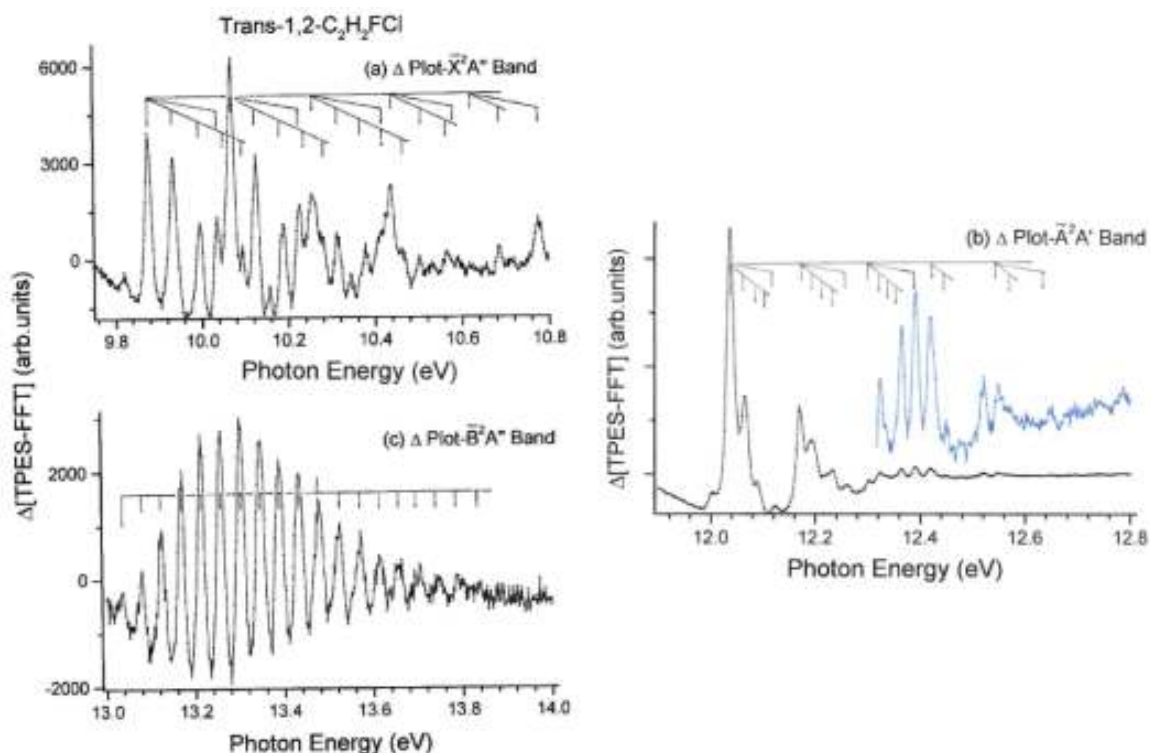 Trans-1,2-C₂H₂FCl
(a) Δ Plot-X̃²A" Band
6000
3000
0
9.8 10.0 10.2 10.4 10.6 10.8
Photon Energy (eV)
Δ[TPES-FFT] (arb.units)
(c) Δ Plot-B̃²A" Band
2000
0
-2000
13.0 13.2 13.4 13.6 13.8 14.0
Photon Energy (eV)
(b) Δ Plot-òA' Band
Δ[TPES-FFT] (arb.units)
12.0 12.2 12.4 12.6 12.8
Photon Energy (eV)